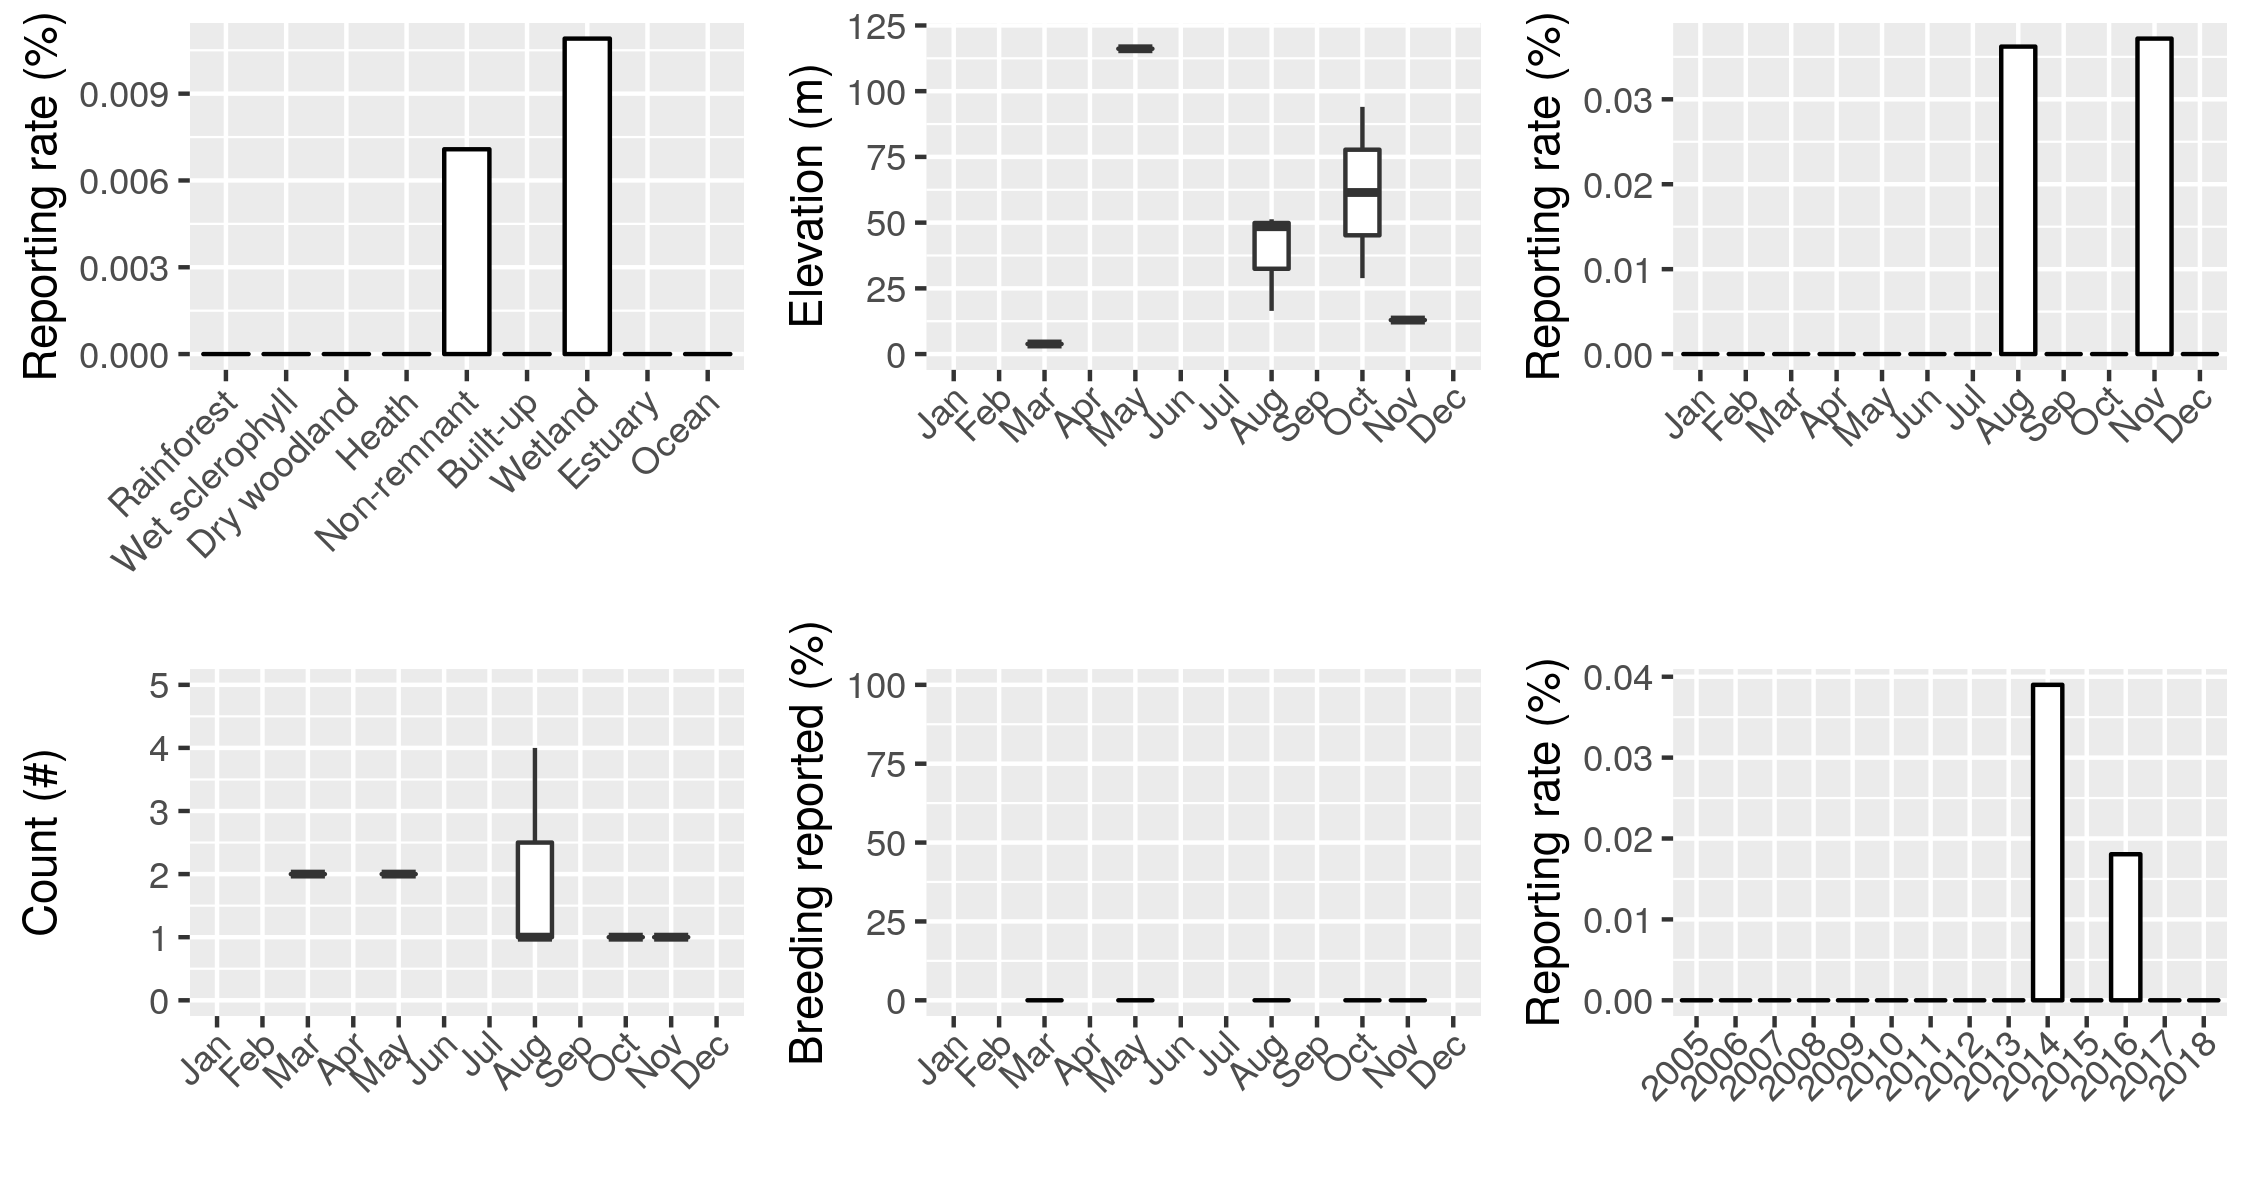 Reporting rate (%)
0.009
0.006
0.003
0.000
Rainforest
Wet sclerophyll
Dry woodland
Heath
Non-remnant
Built-up
Wetland
Estuary
Ocean
Elevation (m)
125
100
75
50
25
0
Jan
Feb
Mar
Apr
May
Jun
Jul
Aug
Sep
Oct
Nov
Dec
Reporting rate (%)
0.03
0.02
0.01
0.00
Jan
Feb
Mar
Apr
May
Jun
Jul
Aug
Sep
Oct
Nov
Dec
Count (#)
5
4
3
2
1
0
Jan
Feb
Mar
Apr
May
Jun
Jul
Aug
Sep
Oct
Nov
Dec
Breeding reported (%)
100
75
50
25
0
Jan
Feb
Mar
Apr
May
Jun
Jul
Aug
Sep
Oct
Nov
Dec
Reporting rate (%)
0.04
0.03
0.02
0.01
0.00
2005
2006
2007
2008
2009
2010
2011
2012
2013
2014
2015
2016
2017
2018